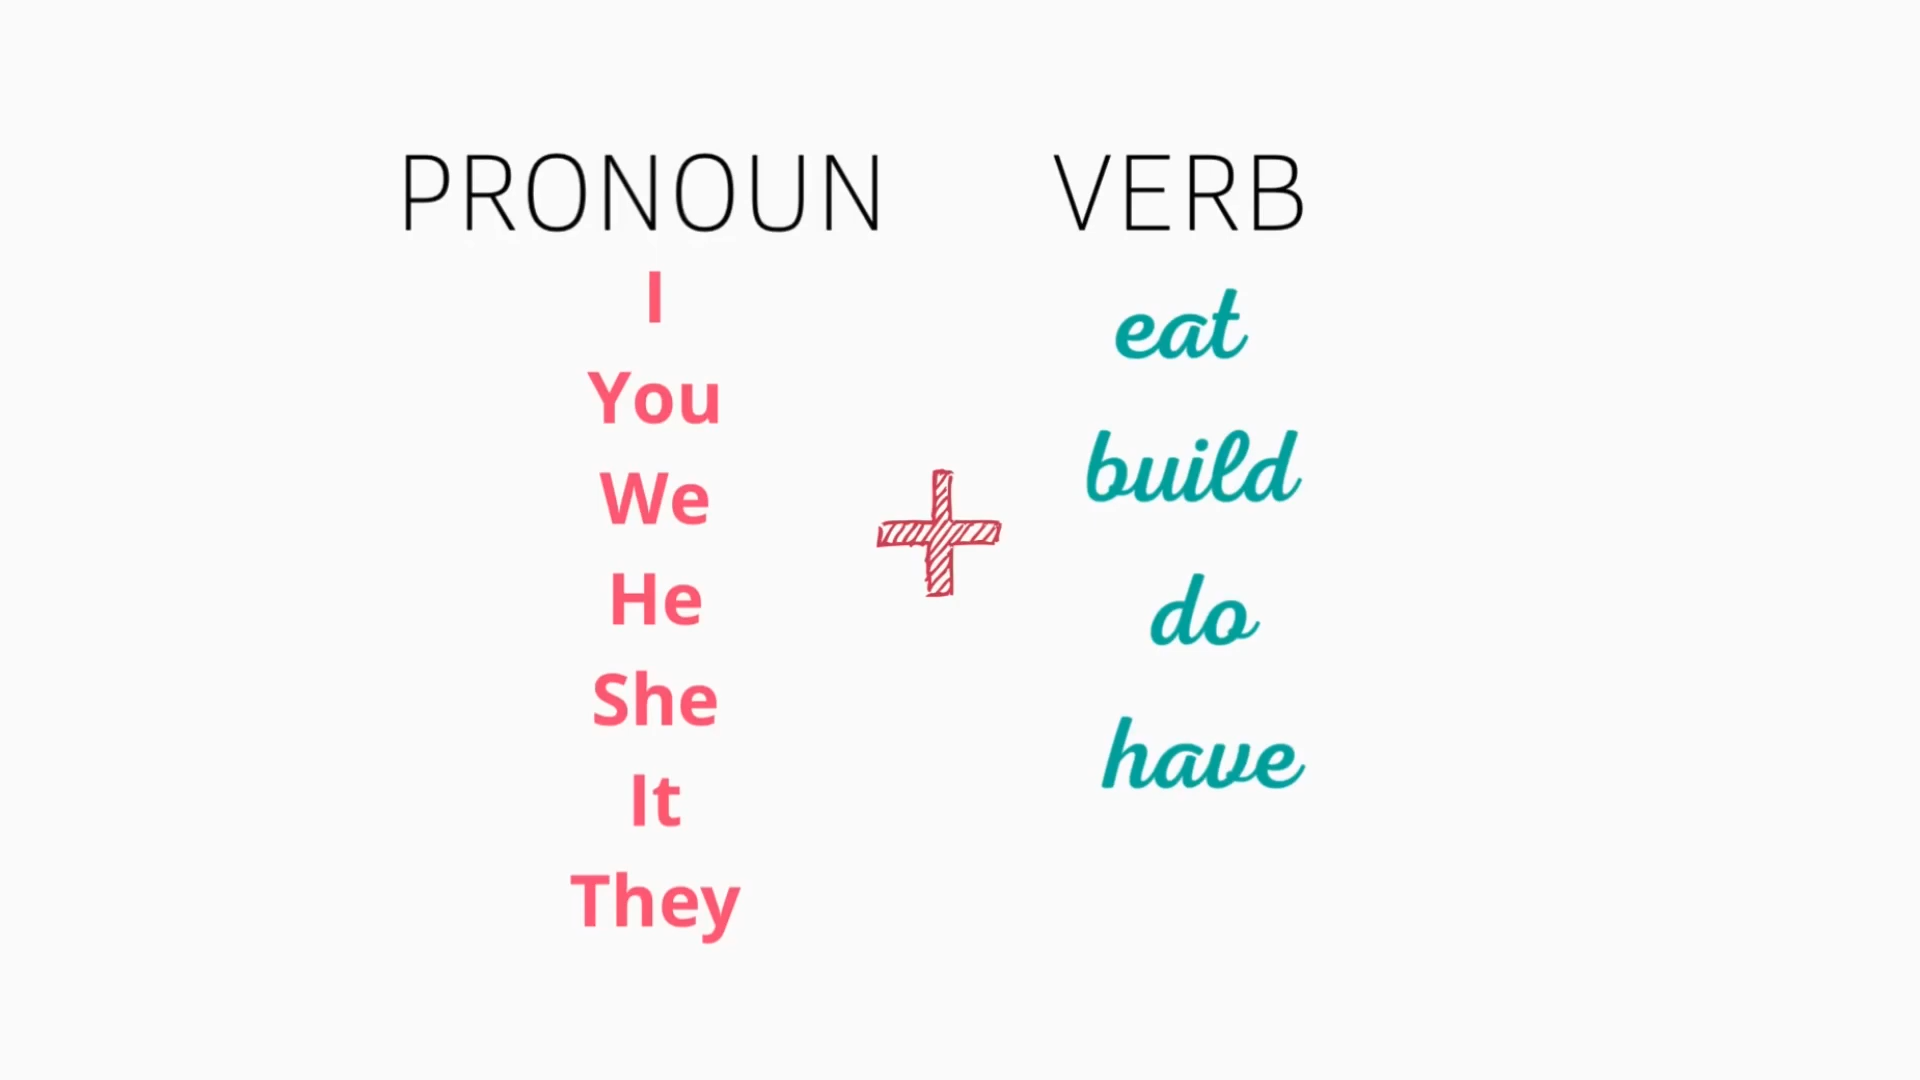 PRONOUN
I
You
We
He
She
It
They
+
VERB
eat
build
do
have